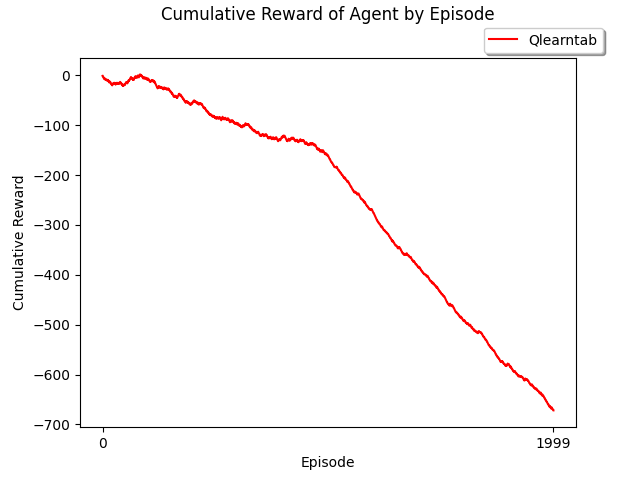 Cumulative Reward of Agent by Episode
Qlearntab
0
−100
−200
−300
−400
−500
−600
−700
Cumulative Reward
0
1999
Episode